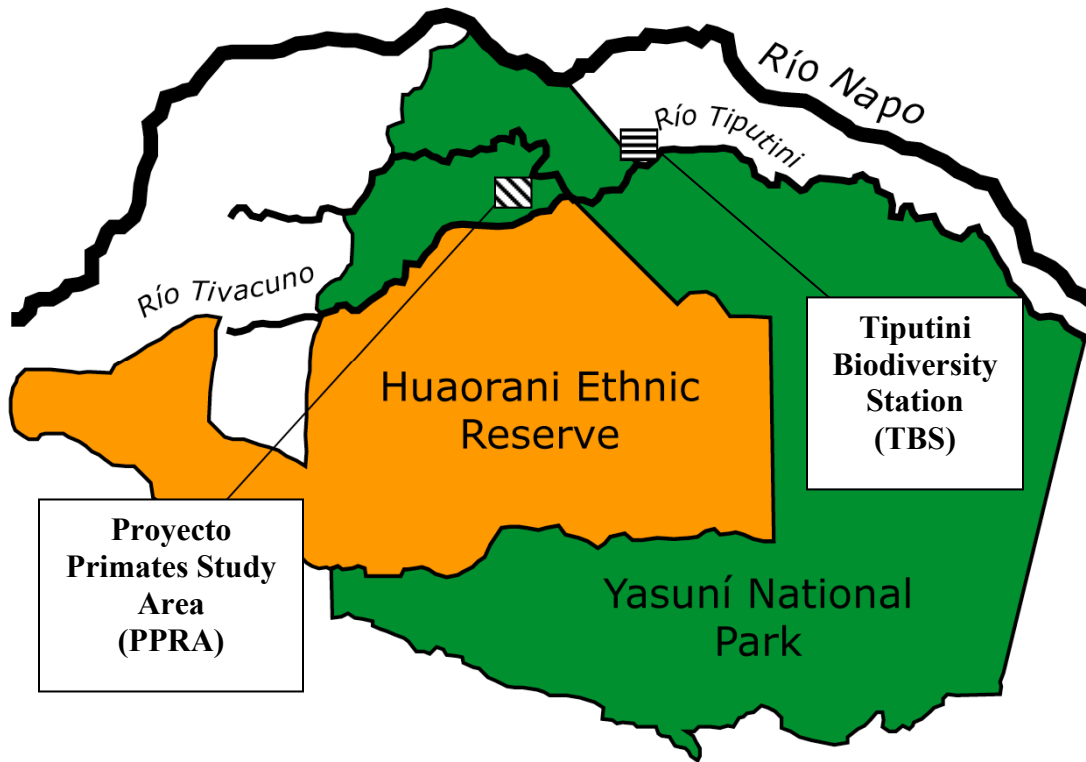 Río Napo
Río Tiputini
Río Tivacuno
Huaorani Ethnic
Reserve
Tiputini
Biodiversity
Station
(TBS)
Proyecto
Primates Study
Area
(PPRA)
Yasuní National
Park